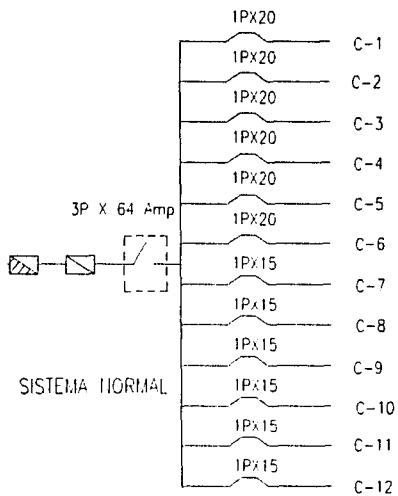 1PX20
C-1
1PX20
C-2
1PX20
C-3
1PX20
C-4
1PX20
C-5
3P X 64 Amp
1PX20
C-6
1PX15
C-7
1PX15
C-8
1PX15
C-9
SISTEMA NORMAL
1PX15
C-10
1PX15
C-11
1PX15
C-12